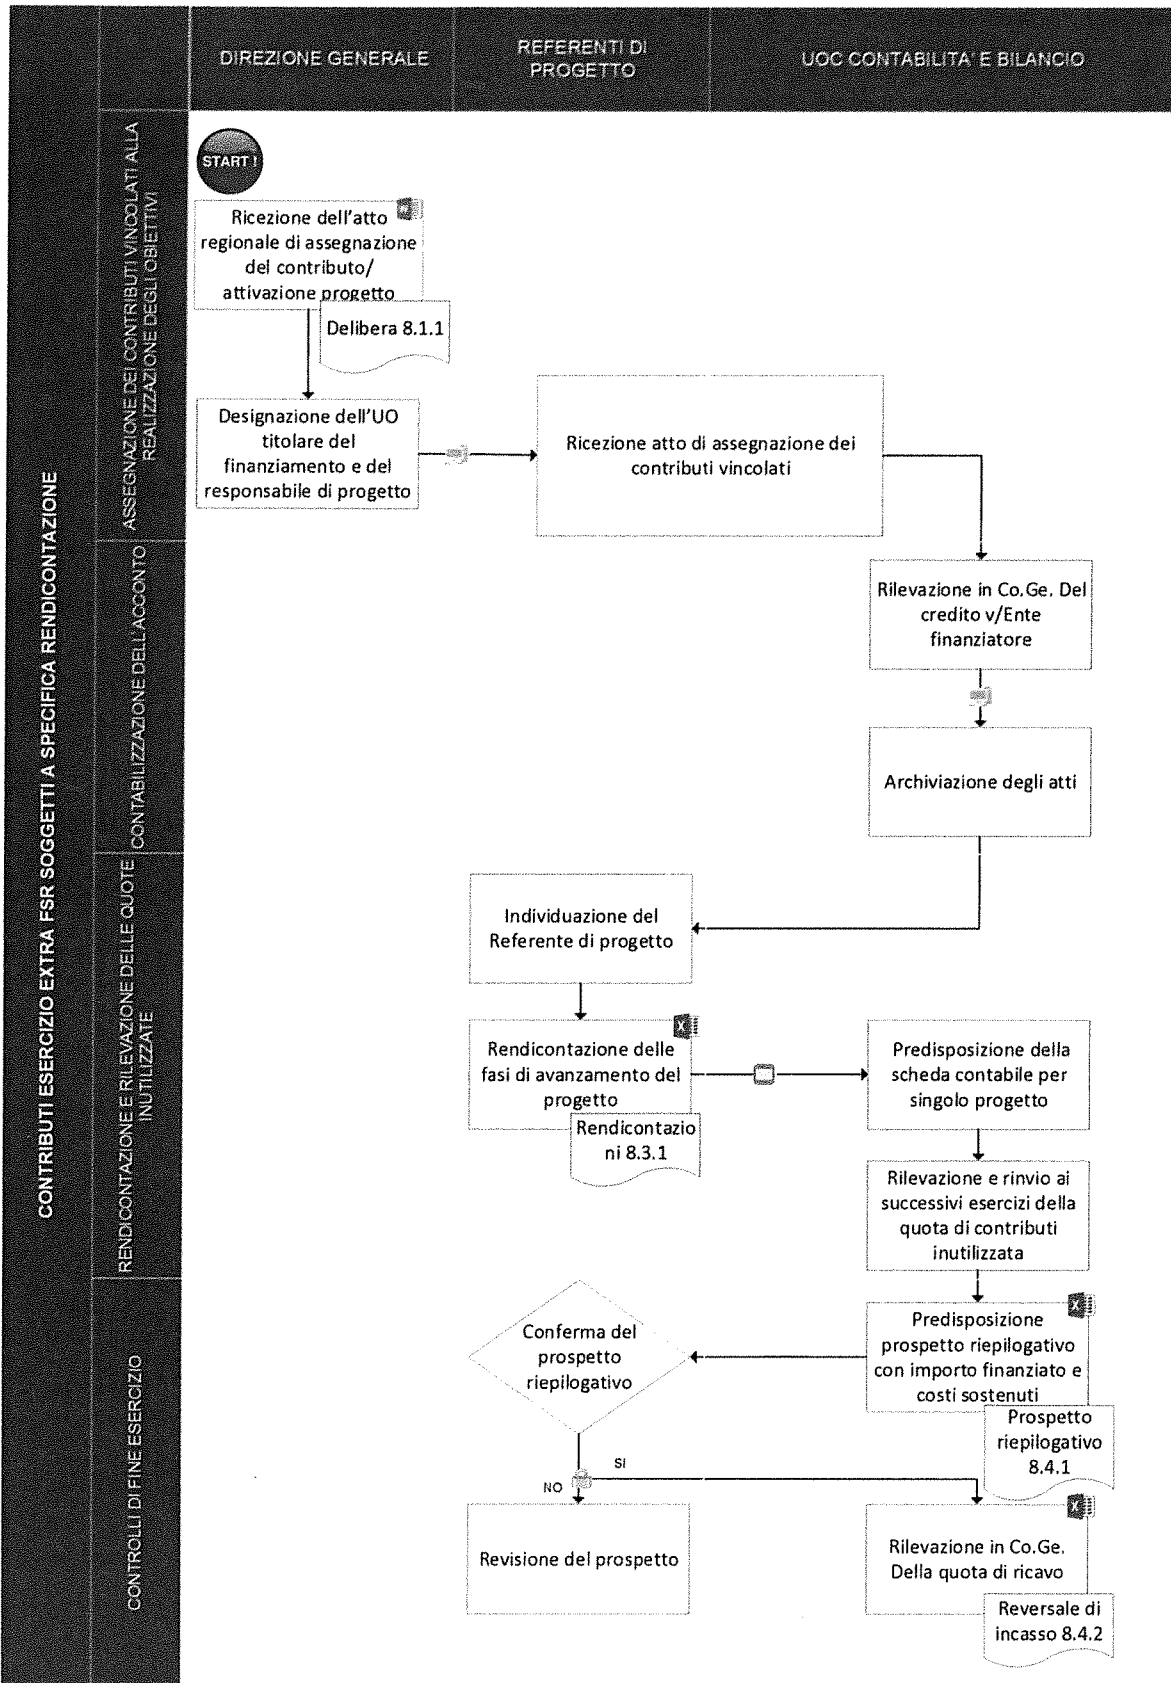 DIREZIONE GENERALE
REFERENTI DI
PROGETTO
UOC CONTABILITA' E BILANCIO
CONTRIBUTI ESERCIZIO EXTRA FSR SOGGETTI A SPECIFICA RENDICONTAZIONE
ASSEGNAZIONE DEI CONTRIBUTI VINCOLATI ALLA
REALIZZAZIONE DEGLI OBIETTIVI
START !
Ricezione dell'atto
regionale di assegnazione
del contributo/
attivazione progetto
Delibera 8.1.1
Designazione dell'UO
titolare del
finanziamento e del
responsabile di progetto
Ricezione atto di assegnazione dei
contributi vincolati
CONTABILIZZAZIONE DELL'ACCONTO
Rilevazione in Co.Ge. Del
credito v/Ente
finanziatore
Archiviazione degli atti
RENDICONTAZIONE E RILEVAZIONE DELLE QUOTE
INUTILIZZATE
Individuazione del
Referente di progetto
Rendicontazione delle
fasi di avanzamento del
progetto
Rendicontazio
ni 8.3.1
Predisposizione della
scheda contabile per
singolo progetto
Rilevazione e rinvio ai
successivi esercizi della
quota di contributi
inutilizzata
CONTROLLI DI FINE ESERCIZIO
Predisposizione
prospetto riepilogativo
con importo finanziato e
costi sostenuti
Prospetto
riepilogativo
8.4.1
Conferma del
prospetto
riepilogativo
SI
NO
Revisione del prospetto
Rilevazione in Co.Ge.
Della quota di ricavo
Reversale di
incasso 8.4.2